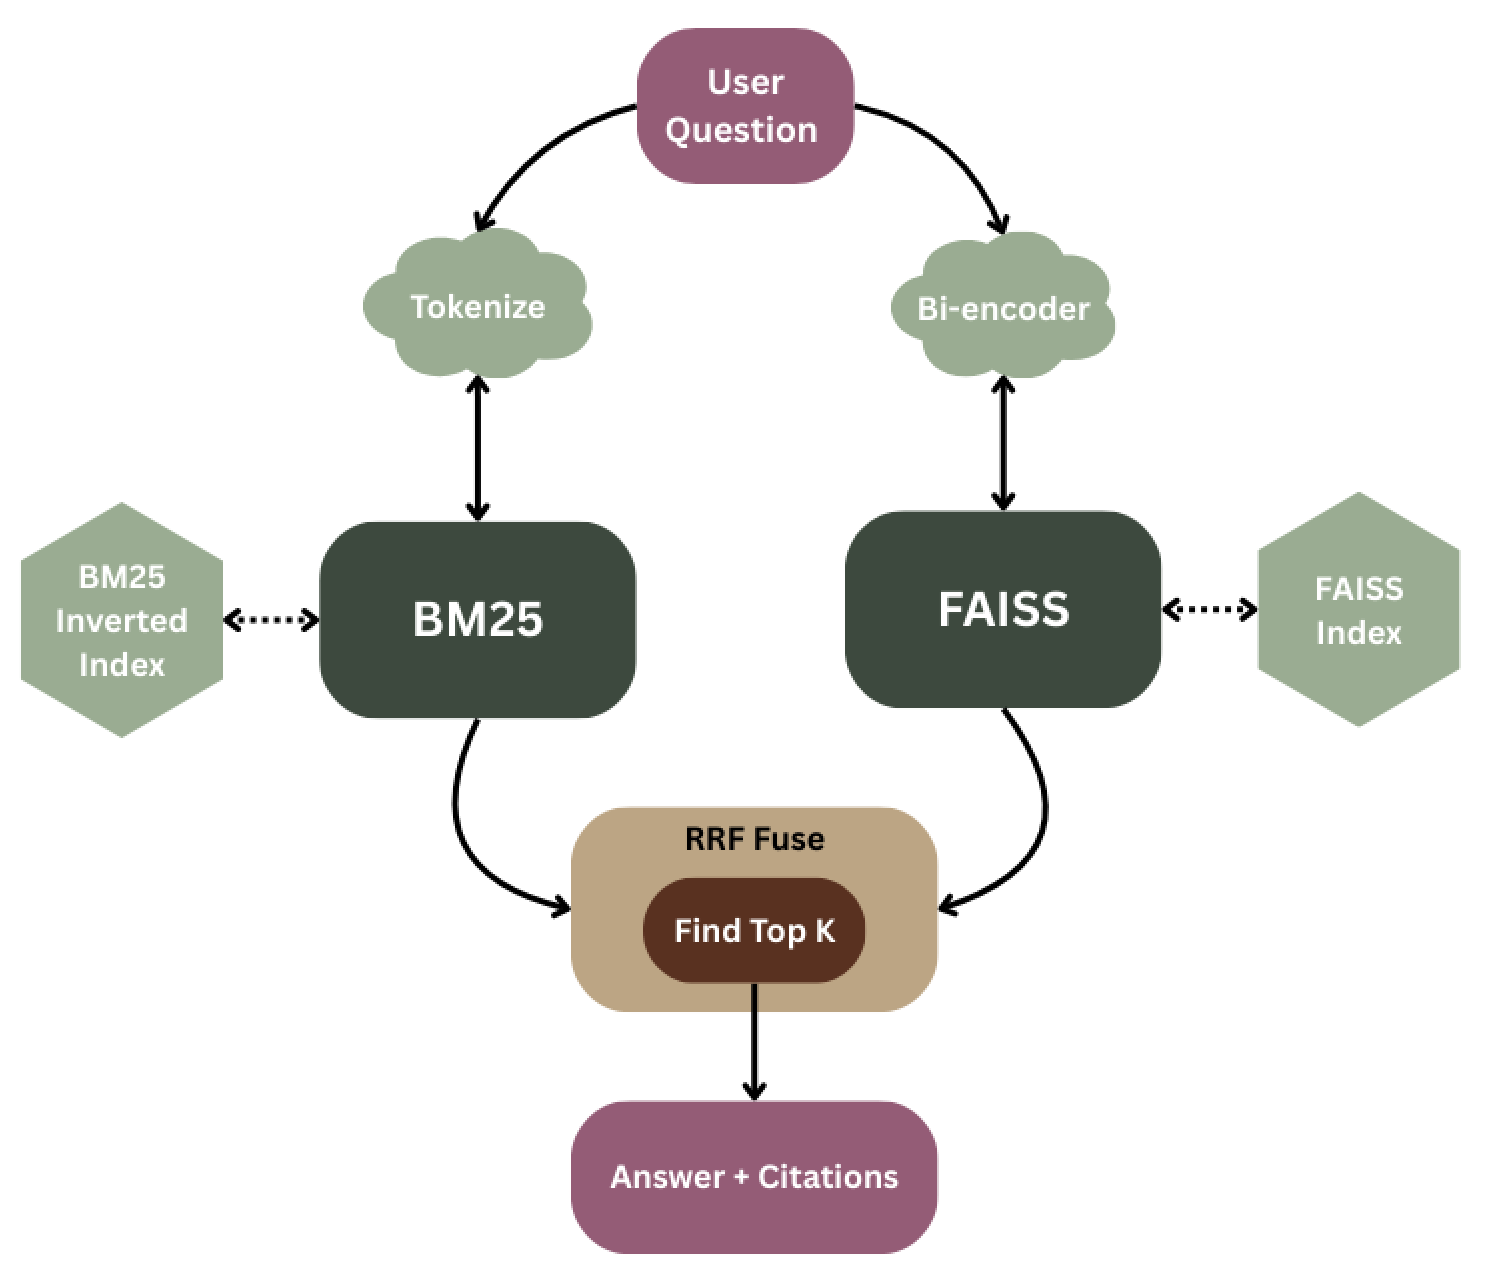 User
Question
Tokenize
Bi-encoder
BM25
Inverted
Index
BM25
FAISS
FAISS
Index
RRF Fuse
Find Top K
Answer + Citations